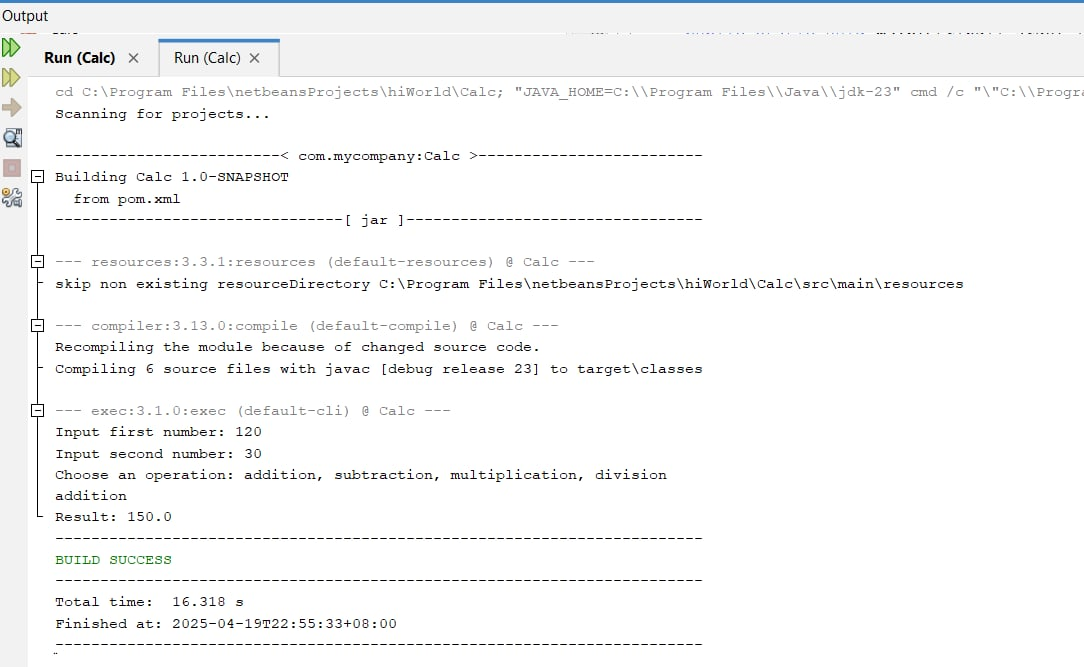 Output
Run (Calc)
Run (Calc)
cd C:\Program Files\netbeansProjects\hiWorld\Calc; "JAVA_HOME=C:\\Program Files\\Java\\jdk-23" cmd /c "\"C:\\Progra
Scanning for projects...
-------------------------< com.mycompany:Calc >-------------------------
Building Calc 1.0-SNAPSHOT
from pom.xml
--------------------------------[ jar ]---------------------------------
--- resources:3.3.1:resources (default-resources) @ Calc ---
skip non existing resourceDirectory C:\Program Files\netbeansProjects\hiWorld\Calc\src\main\resources
--- compiler:3.13.0:compile (default-compile) @ Calc ---
Recompiling the module because of changed source code.
Compiling 6 source files with javac [debug release 23] to target\classes
--- exec:3.1.0:exec (default-cli) @ Calc ---
Input first number: 120
Input second number: 30
Choose an operation: addition, subtraction, multiplication, division
addition
Result: 150.0
------------------------------------------------------------------------
BUILD SUCCESS
------------------------------------------------------------------------
Total time:  16.318 s
Finished at: 2025-04-19T22:55:33+08:00
------------------------------------------------------------------------